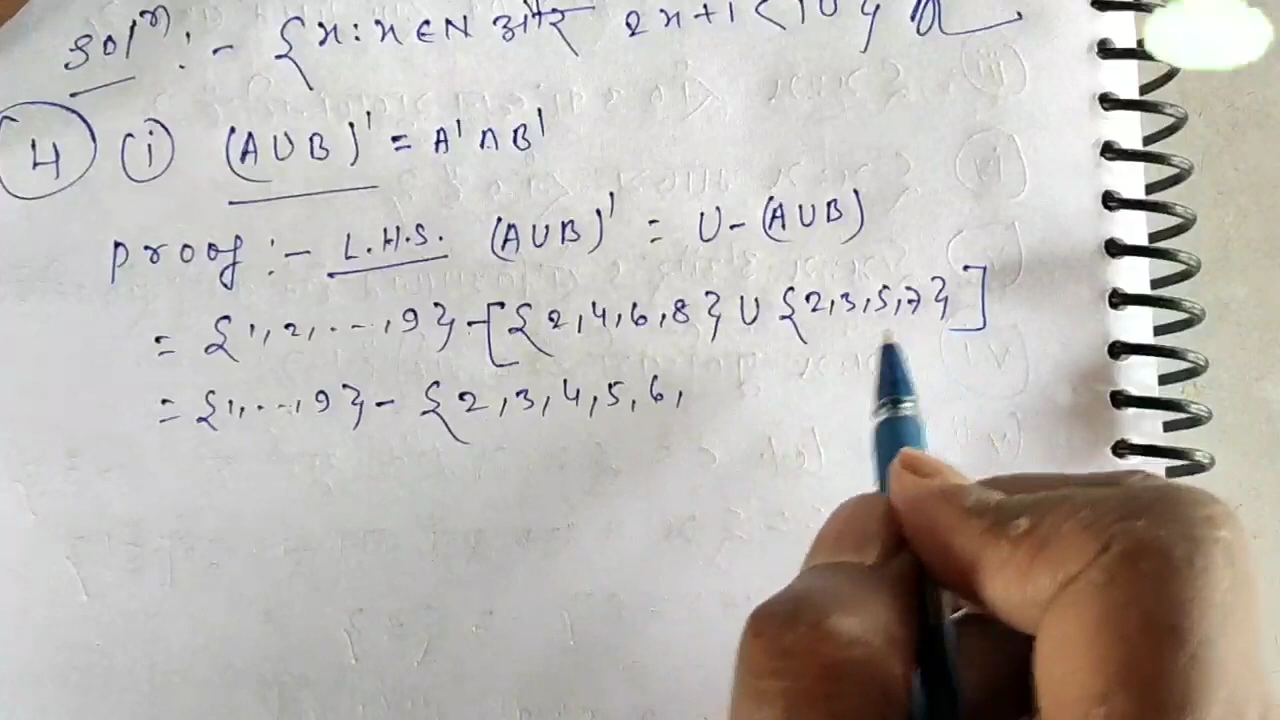 Solⁿ :- {x : x ∈ N और 2x+1 < 10}
4 (i) (A∪B)' = A'∩B'
Proof :- L.H.S. (A∪B)' = U-(A∪B)
= {1,2,...,9} - [{2,4,6,8} ∪ {2,3,5,7}]
= {1,...,9} - {2,3,4,5,6,